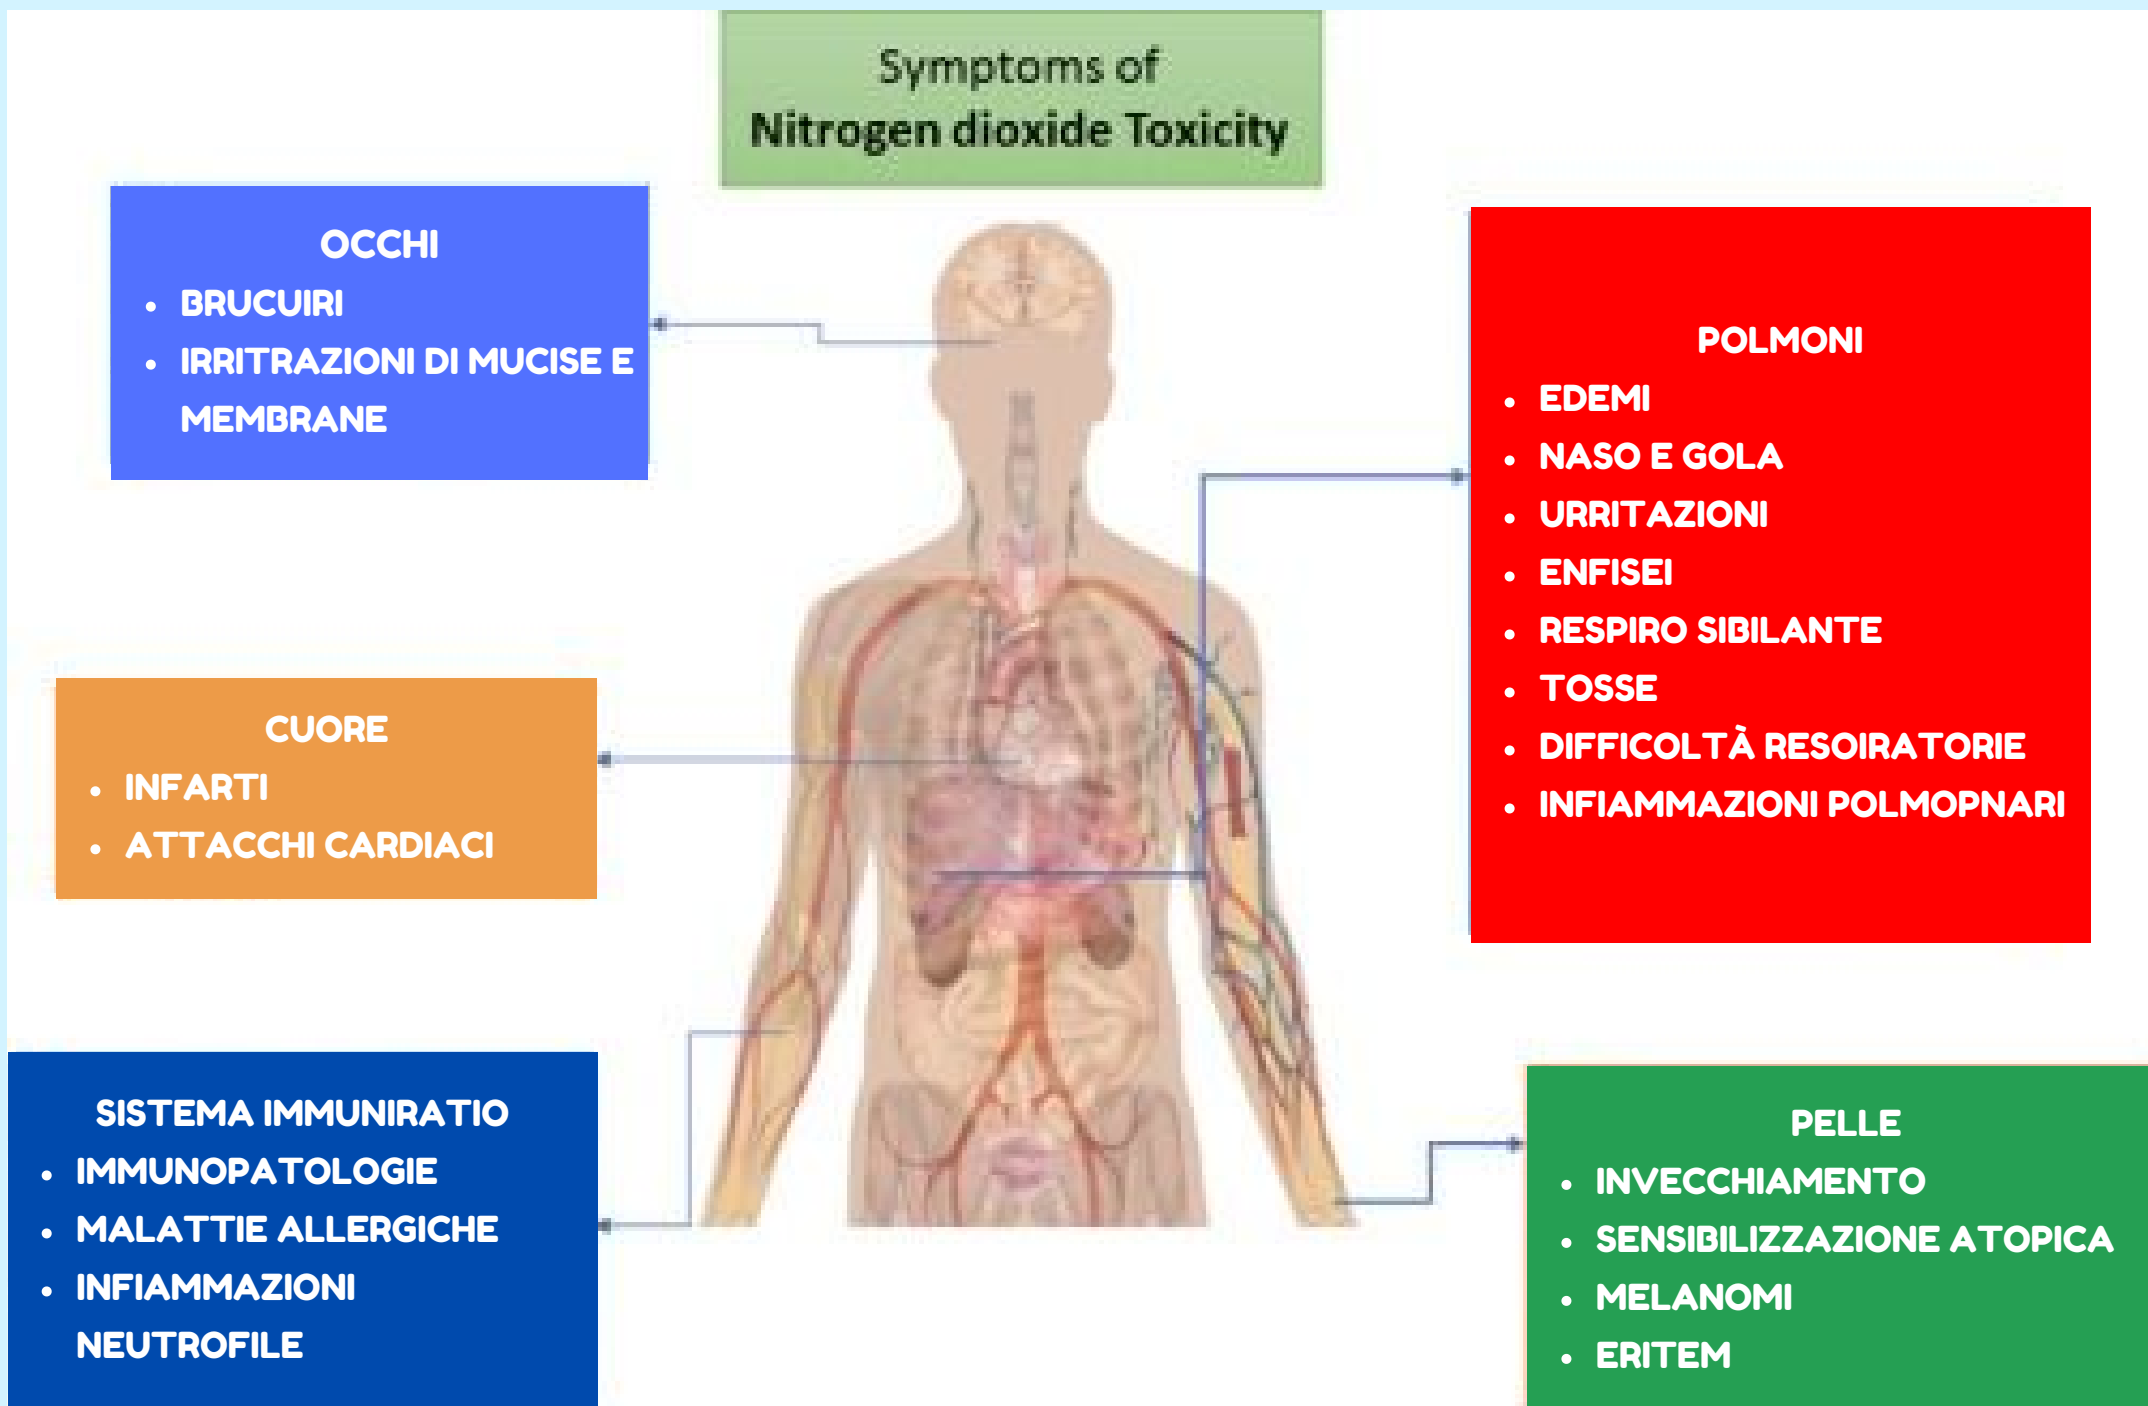 Symptoms of
Nitrogen dioxide Toxicity
OCCHI
• BRUCUIRI
• IRRITRAZIONI DI MUCISE E
MEMBRANE
CUORE
• INFARTI
• ATTACCHI CARDIACI
SISTEMA IMMUNIRATIO
• IMMUNOPATOLOGIE
• MALATTIE ALLERGICHE
• INFIAMMAZIONI
NEUTROFILE
POLMONI
• EDEMI
• NASO E GOLA
• URRITAZIONI
• ENFISEI
• RESPIRO SIBILANTE
• TOSSE
• DIFFICOLTÀ RESOIRATORIE
• INFIAMMAZIONI POLMOPNARI
PELLE
• INVECCHIAMENTO
• SENSIBILIZZAZIONE ATOPICA
• MELANOMI
• ERITEM